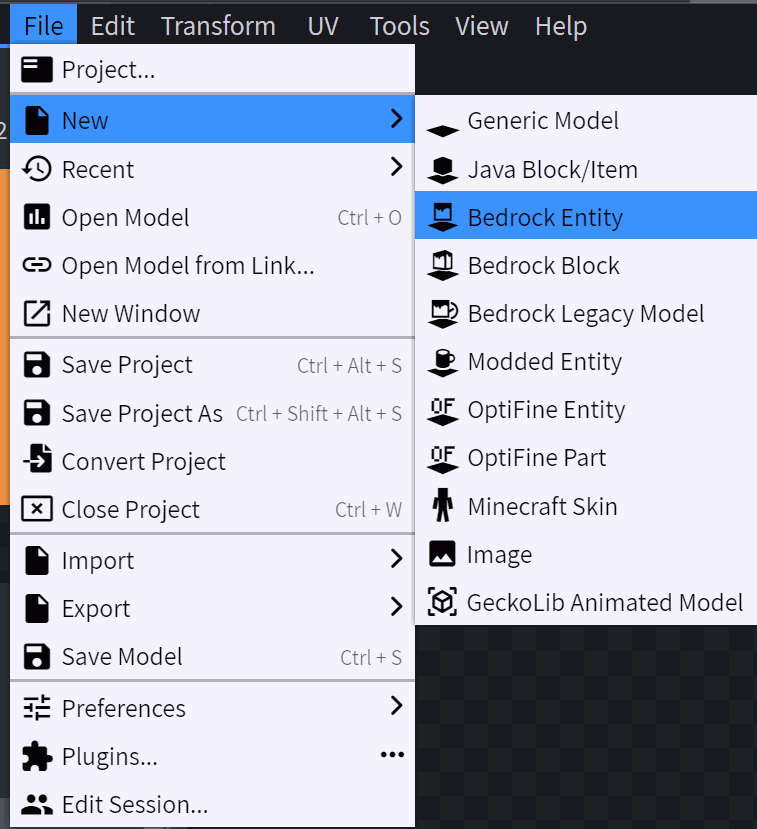 File Edit Transform UV Tools View Help
Project...
New
Recent
Open Model Ctrl + O
Open Model from Link...
New Window
Save Project Ctrl + Alt + S
Save Project As Ctrl + Shift + Alt + S
Convert Project
Close Project Ctrl + W
Import
Export
Save Model Ctrl + S
Preferences
Plugins...
Edit Session...
Generic Model
Java Block/Item
Bedrock Entity
Bedrock Block
Bedrock Legacy Model
Modded Entity
OF OptiFine Entity
OF OptiFine Part
Minecraft Skin
Image
GeckoLib Animated Model
2